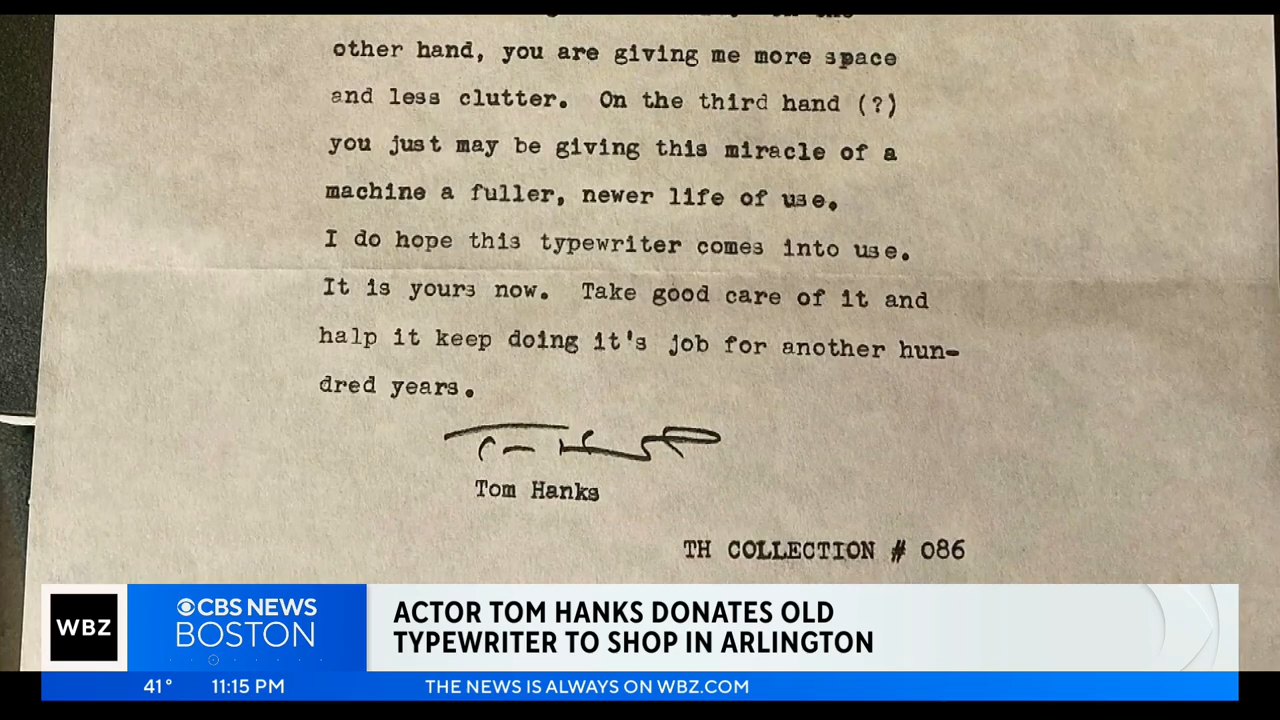 other hand, you are giving me more space
and less clutter. On the third hand (?)
you just may be giving this miracle of a
machine a fuller, newer life of use.
I do hope this typewriter comes into use.
It is yours now. Take good care of it and
halp it keep doing it's job for another hun-
dred years.
Tom Hanks
TH COLLECTION # 086
WBZ
CBS NEWS
BOSTON
ACTOR TOM HANKS DONATES OLD
TYPEWRITER TO SHOP IN ARLINGTON
41° 11:15 PM THE NEWS IS ALWAYS ON WBZ.COM